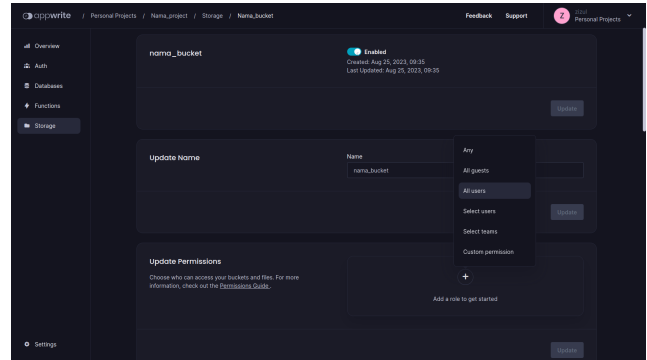 appwrite / Personal Projects / Nama_project / Storage / Nama_bucket
Feedback Support
Z
zizul
Personal Projects
Overview
Auth
Databases
Functions
Storage
Settings
nama_bucket
Enabled
Created: Aug 25, 2023, 09:35
Last Updated: Aug 25, 2023, 09:35
Update
Update Name
Name
nama_bucket
Update
Any
All guests
All users
Select users
Select teams
Custom permission
Update Permissions
Choose who can access your buckets and files. For more
information, check out the Permissions Guide.
+
Add a role to get started
Update